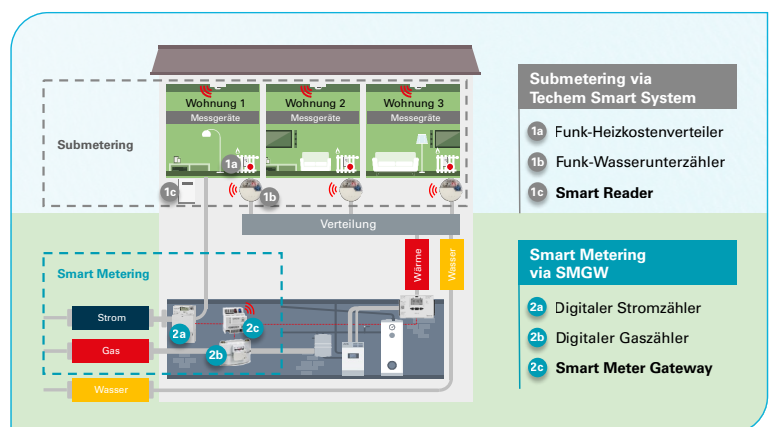 Wohnung 1
Wohnung 2
Wohnung 3
Messgeräte
Messgeräte
Messegräte
Submetering
1a
1c
1b
Verteilung
Wärme
Wasser
Smart Metering
Strom
2a
2c
Gas
2b
Wasser
Submetering via
Techem Smart System
1a Funk-Heizkostenverteiler
1b Funk-Wasserunterzähler
1c Smart Reader
Smart Metering
via SMGW
2a Digitaler Stromzähler
2b Digitaler Gaszähler
2c Smart Meter Gateway